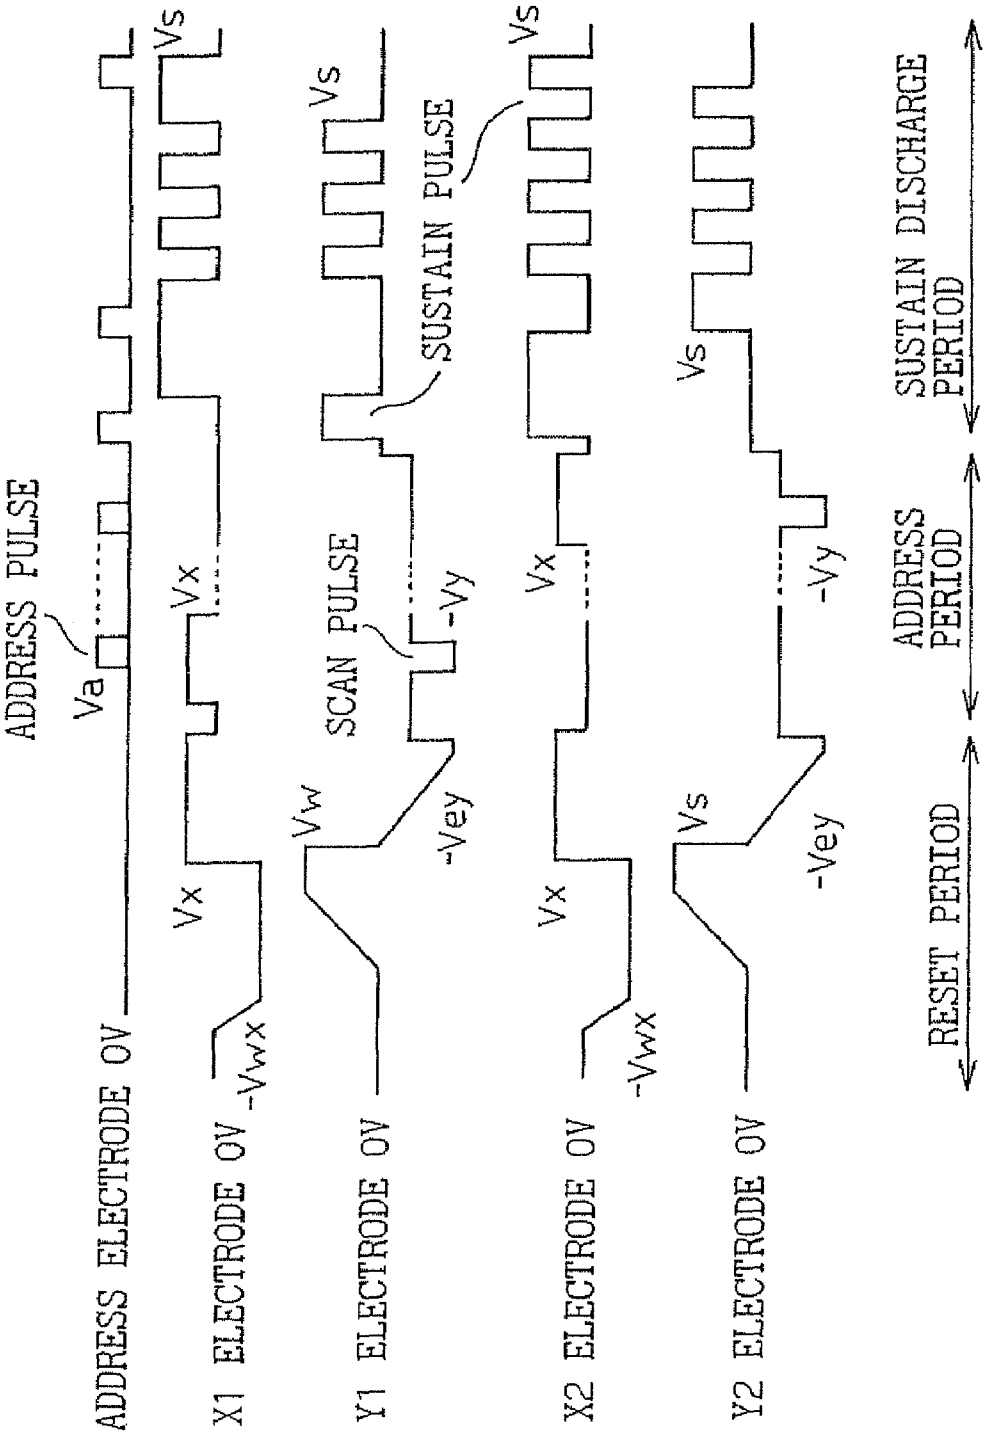 ADDRESS PULSE
ADDRESS ELECTRODE 0V
Va
X1 ELECTRODE 0V
-Vwx
Vx
Vx
Vs
Y1 ELECTRODE 0V
Vw
-Vey
SCAN PULSE
-Vy
Vs
SUSTAIN PULSE
X2 ELECTRODE 0V
-Vwx
Vx
Vx
Vs
Y2 ELECTRODE 0V
Vs
-Vey
-Vy
Vs
RESET PERIOD
ADDRESS
PERIOD
SUSTAIN DISCHARGE
PERIOD